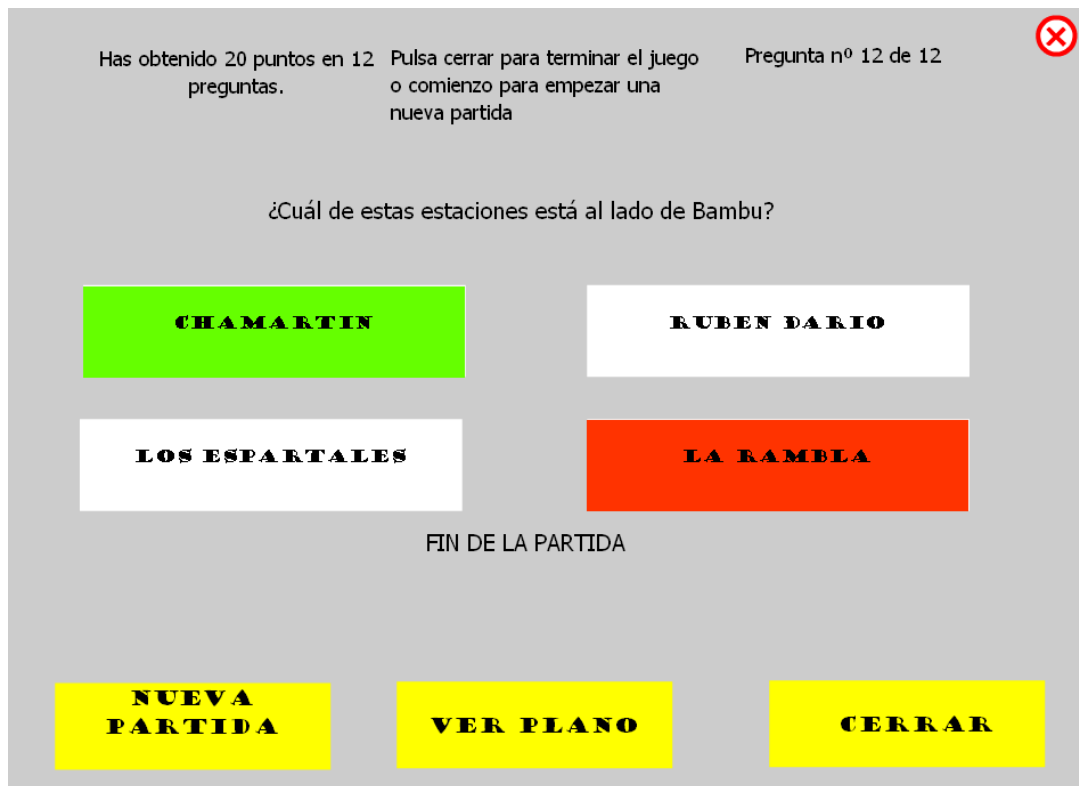 Has obtenido 20 puntos en 12
preguntas.
Pulsa cerrar para terminar el juego
o comienzo para empezar una
nueva partida
Pregunta nº 12 de 12
¿Cuál de estas estaciones está al lado de Bambu?
CHAMARTIN
RUBEN DARIO
LOS ESPARTALES
LA RAMBLA
FIN DE LA PARTIDA
NUEVA
PARTIDA
VER PLANO
CERRAR